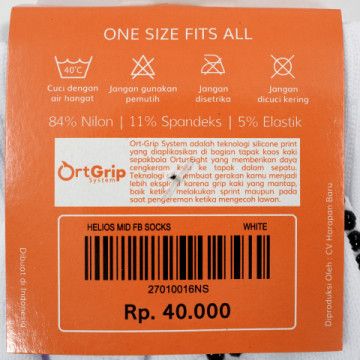 ONE SIZE FITS ALL
40°C
Cuci dengan air hangat
Jangan gunakan pemutih
Jangan disetrika
Jangan dicuci kering
84% Nilon | 11% Spandeks | 5% Elastik
OrtGrip
System
Ort-Grip System adalah teknologi silicone print
yang diaplikasikan di bagian tapak kaos kaki
sepakbola OrtusEight yang memberikan daya
cengkeram kuat ke tapak dalam sepatu.
Teknologi membuat gerakan kamu menjadi
lebih karena grip kaki yang mantap,
baik ketika melakukan sprint maupun pada
saat pengereman ketika mengecoh lawan.
HELIOS MID FB SOCKS WHITE
27010016NS
Rp. 40.000
Dibuat di Indonesia
Diproduksi Oleh : CV Harapan Baru